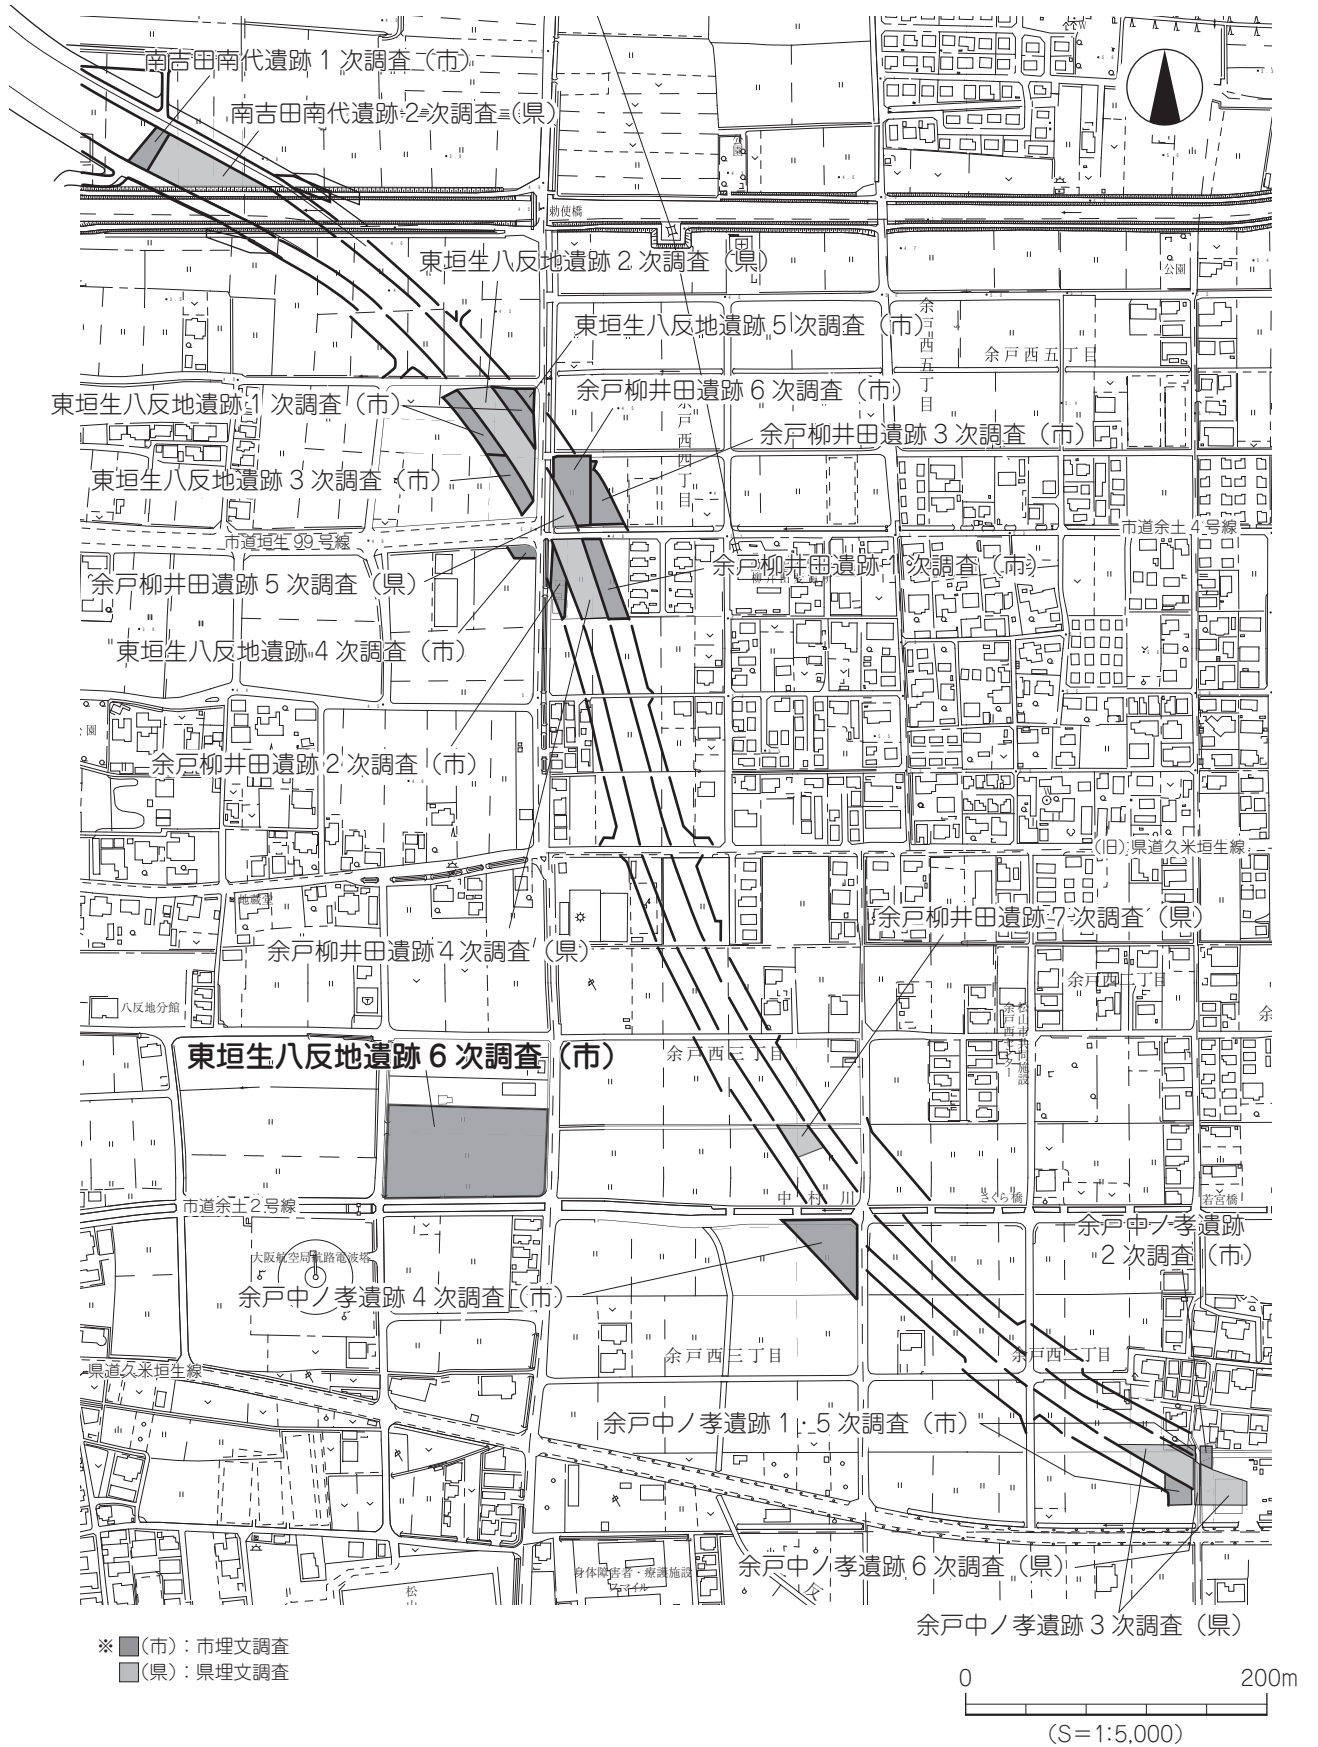 南吉田南代遺跡1次調査（市）
南吉田南代遺跡2次調査（県）
勅使橋
東垣生八反地遺跡2次調査（県）
公園
東垣生八反地遺跡5次調査（市）
余戸西五丁目
余戸西五丁目
余戸柳井田遺跡6次調査（市）
東垣生八反地遺跡1次調査（市）
余戸西四丁目
余戸柳井田遺跡3次調査（市）
東垣生八反地遺跡3次調査（市）
市道余土4号線
市道垣生99号線
余戸柳井田遺跡1次調査（市）
余戸柳井田遺跡5次調査（県）
東垣生八反地遺跡4次調査（市）
園
余戸柳井田遺跡2次調査（市）
（旧）県道久米垣生線
地蔵堂
余戸柳井田遺跡7次調査（県）
余戸柳井田遺跡4次調査（県）
余戸西二丁目
八反地分館
余
東垣生八反地遺跡6次調査（市）
余戸西三丁目
中村川
さくら橋
若宮橋
市道余土2号線
余戸中ノ孝遺跡
2次調査（市）
大阪航空局航路電波塔
余戸中ノ孝遺跡4次調査（市）
余戸西三丁目
余戸西二丁目
県道久米垣生線
余戸中ノ孝遺跡1・5次調査（市）
余戸中ノ孝遺跡6次調査（県）
身体障害者・療護施設
スマイル
松山
余戸中ノ孝遺跡3次調査（県）
※（市）：市埋文調査
（県）：県埋文調査
0 200m
(S=1:5,000)